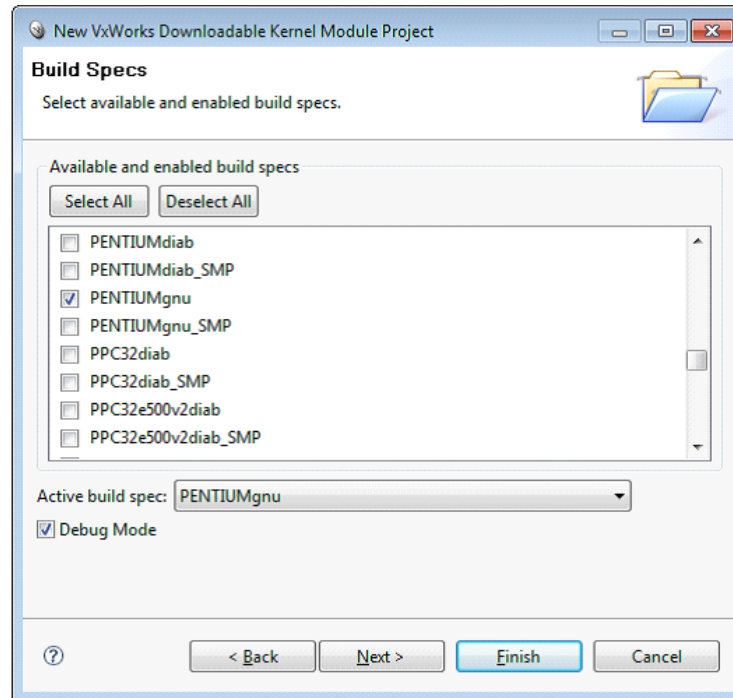 New VxWorks Downloadable Kernel Module Project
Build Specs
Select available and enabled build specs.
Available and enabled build specs
Select All Deselect All
PENTIUMdiab
PENTIUMdiab_SMP
PENTIUMgnu
PENTIUMgnu_SMP
PPC32diab
PPC32diab_SMP
PPC32e500v2diab
PPC32e500v2diab_SMP
Active build spec: PENTIUMgnu
Debug Mode
? < Back Next > Finish Cancel